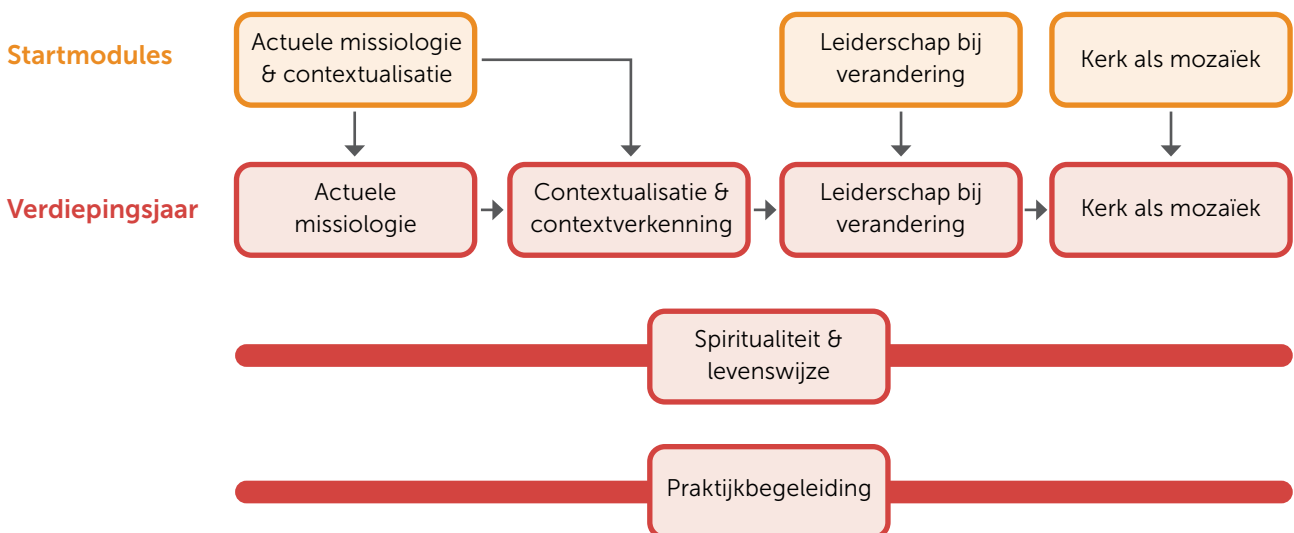 Startmodules
Actuele missiologie
& contextualisatie
Leiderschap bij
verandering
Kerk als mozaïek
Verdiepingsjaar
Actuele
missiologie
Contextualisatie &
contextverkenning
Leiderschap bij
verandering
Kerk als mozaïek
Spiritualiteit &
levenswijze
Praktijkbegeleiding